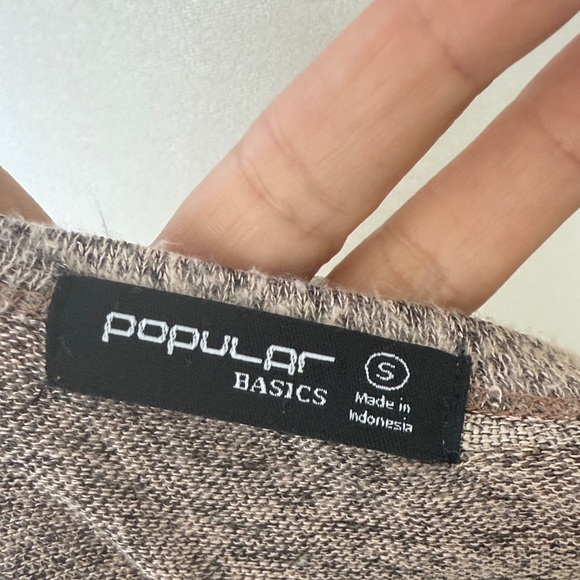 popular
BASICS
S
Made in
Indonesia